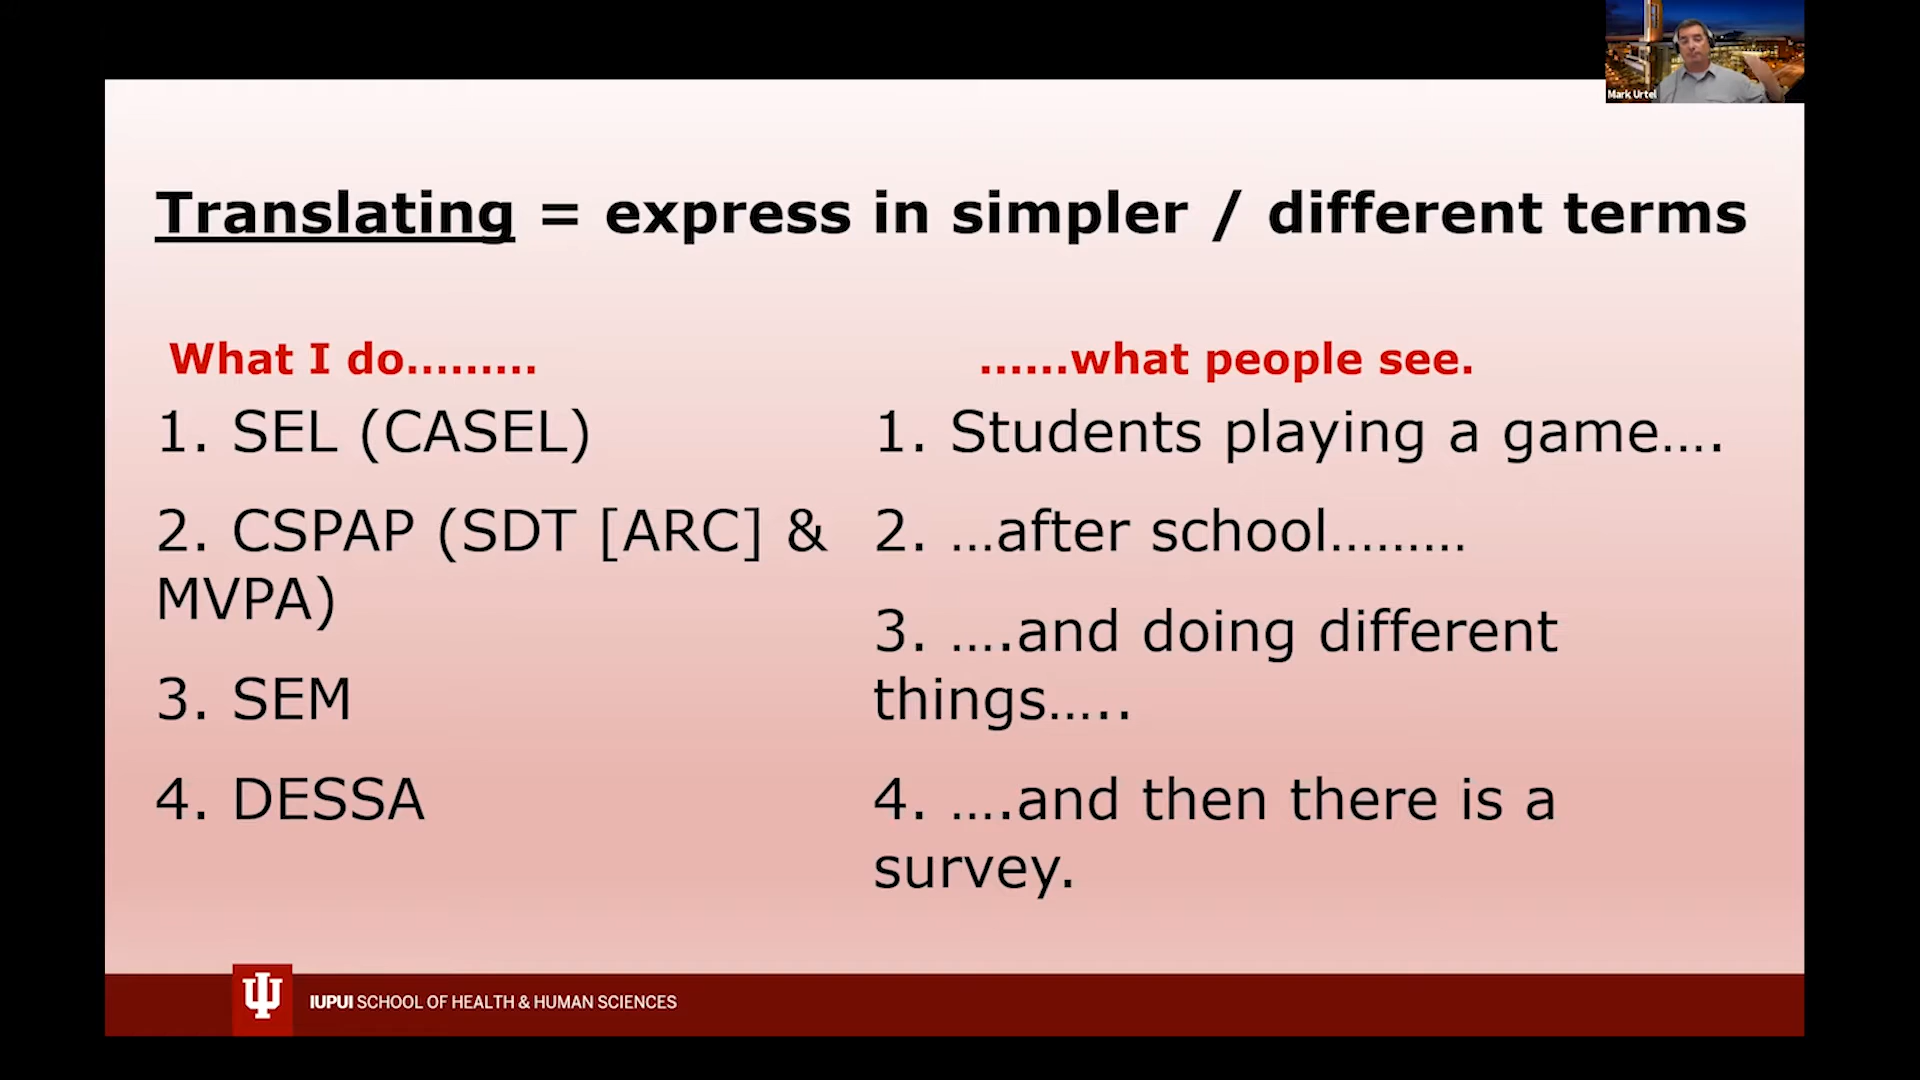 Mark Urtel
Translating = express in simpler / different terms
What I do.........
1. SEL (CASEL)
2. CSPAP (SDT [ARC] &
MVPA)
3. SEM
4. DESSA
......what people see.
1. Students playing a game….
2. …after school………
3. ….and doing different
things…..
4. ….and then there is a
survey.
IUPUI SCHOOL OF HEALTH & HUMAN SCIENCES